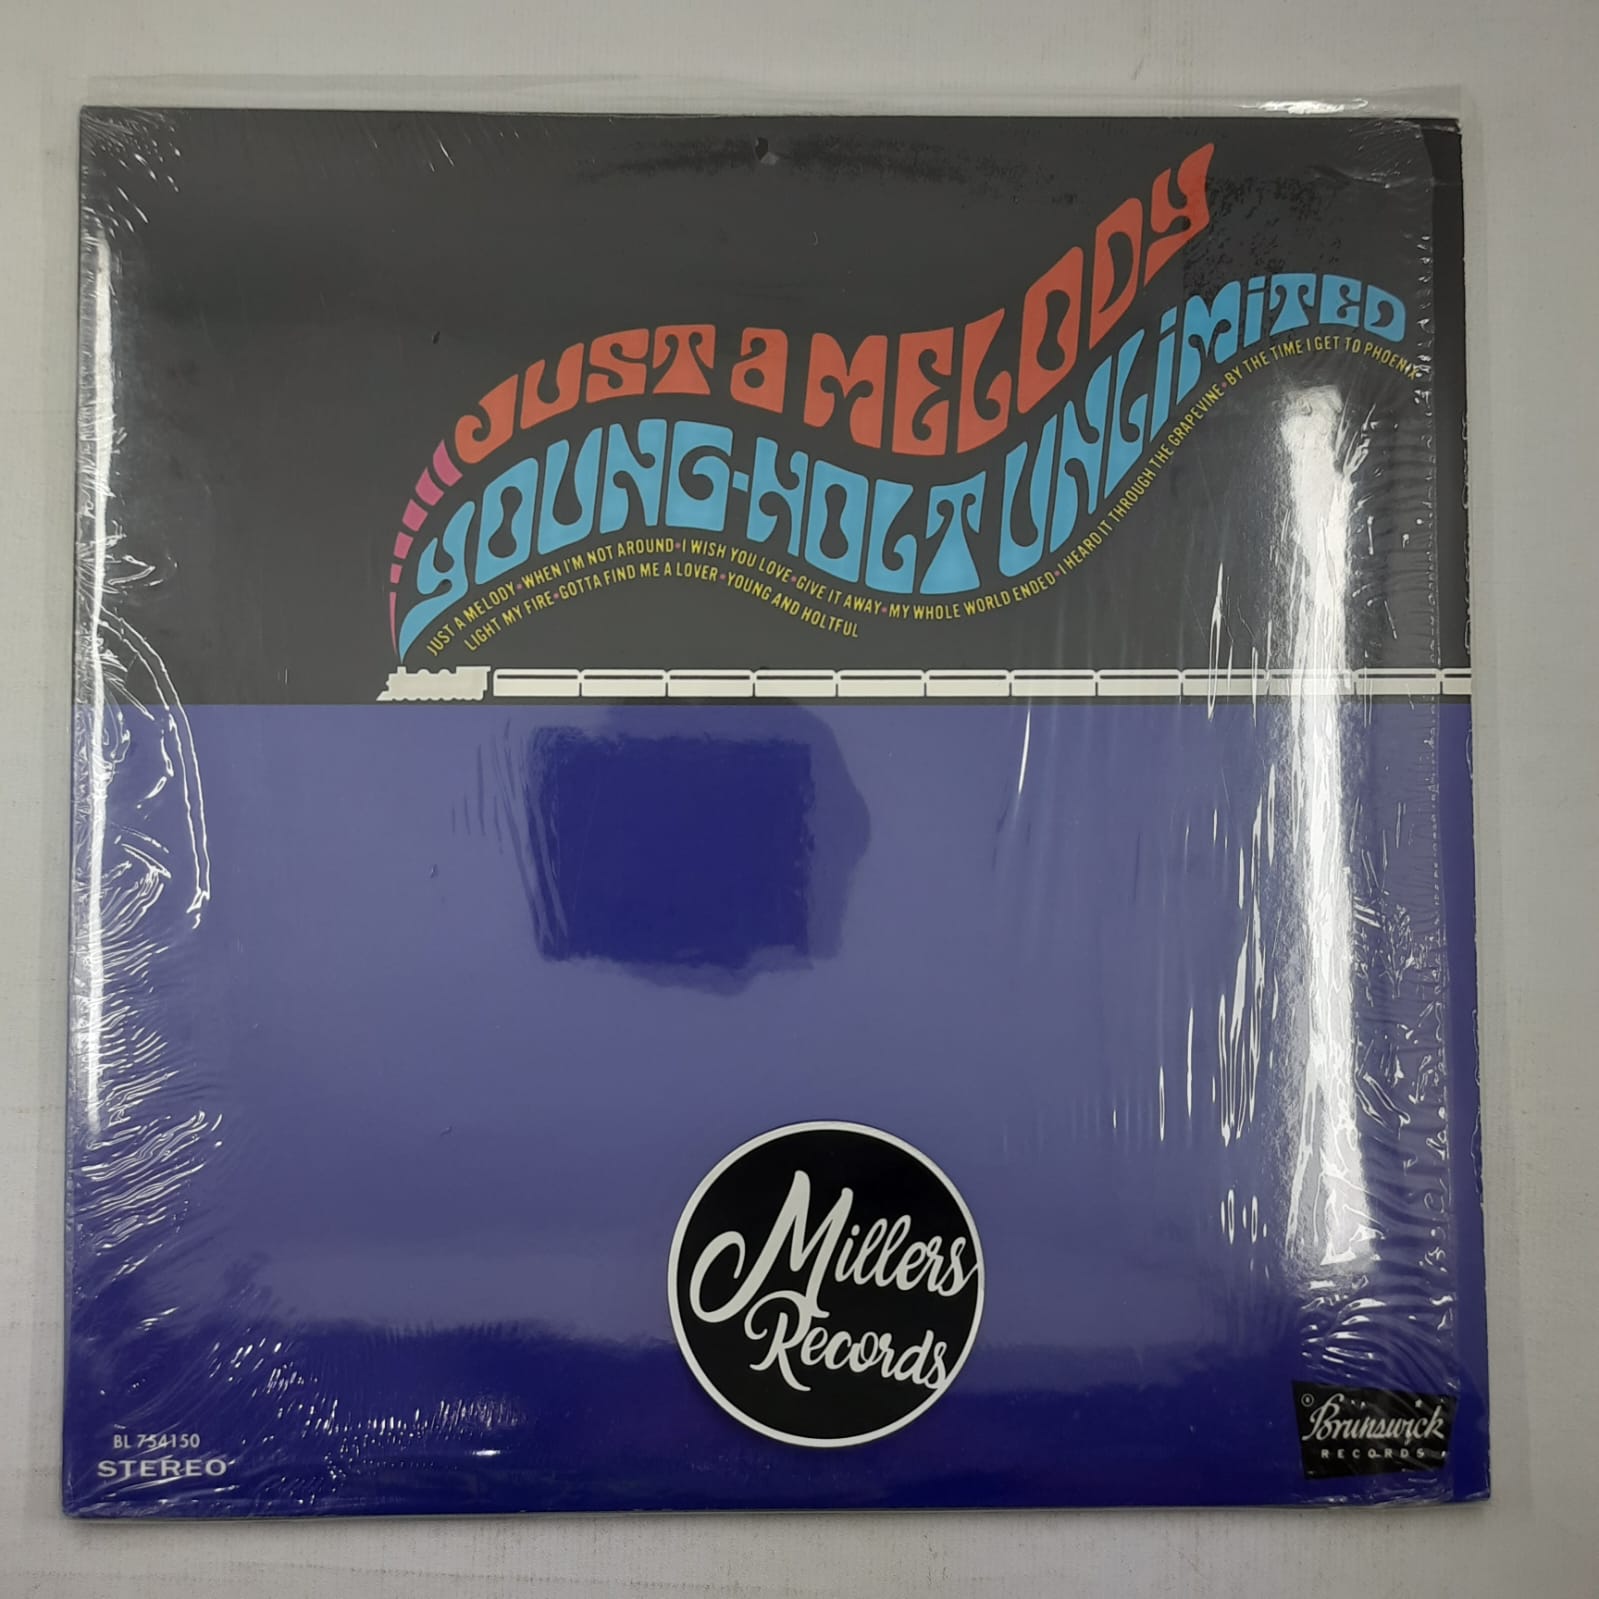 JUST A MELODY
YOUNG-HOLT UNLIMITED
JUST A MELODY • WHEN I'M NOT AROUND • I WISH YOU LOVE • GIVE IT AWAY • MY WHOLE WORLD ENDED • I HEARD IT THROUGH THE GRAPEVINE • BY THE TIME I GET TO PHOENIX
LIGHT MY FIRE • GOTTA FIND ME A LOVER • YOUNG AND HOLTFUL
Millers
Records
BL 754150
STEREO
® Brunswick
RECORDS